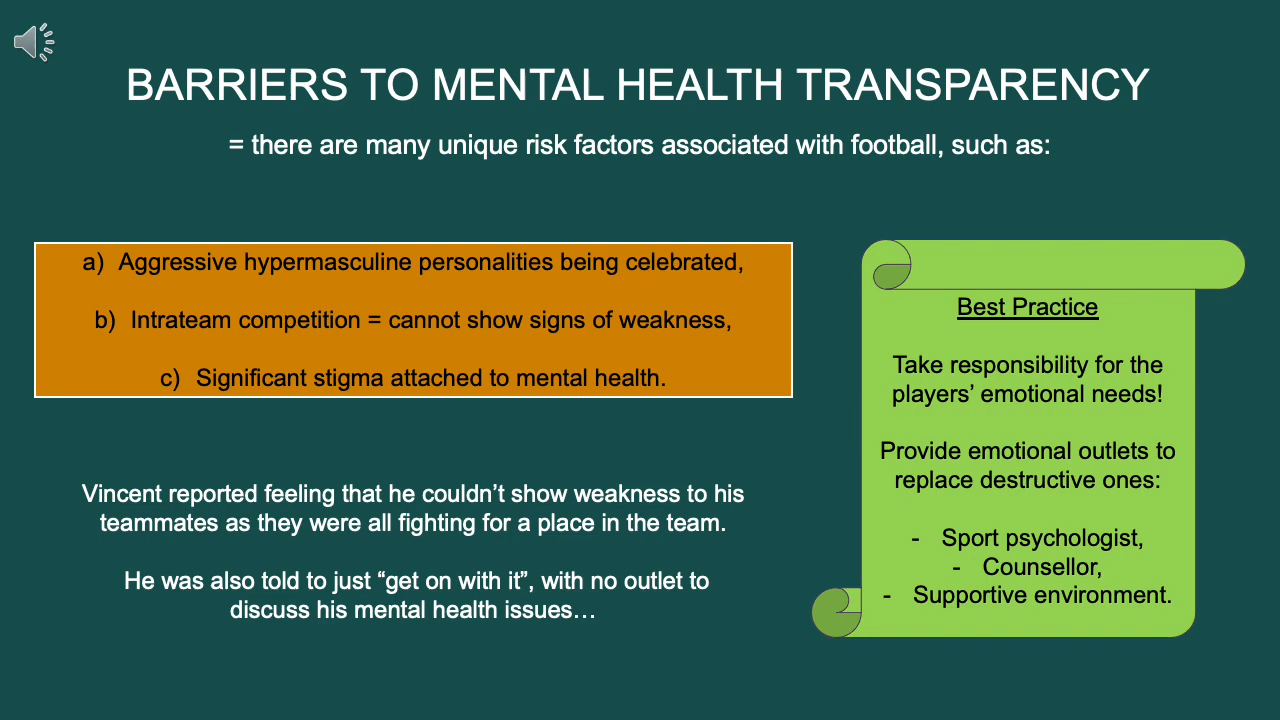 BARRIERS TO MENTAL HEALTH TRANSPARENCY
= there are many unique risk factors associated with football, such as:
a) Aggressive hypermasculine personalities being celebrated,
b) Intrateam competition = cannot show signs of weakness,
c) Significant stigma attached to mental health.
Vincent reported feeling that he couldn’t show weakness to his
teammates as they were all fighting for a place in the team.
He was also told to just “get on with it”, with no outlet to
discuss his mental health issues…
Best Practice
Take responsibility for the
players’ emotional needs!
Provide emotional outlets to
replace destructive ones:
- Sport psychologist,
- Counsellor,
- Supportive environment.